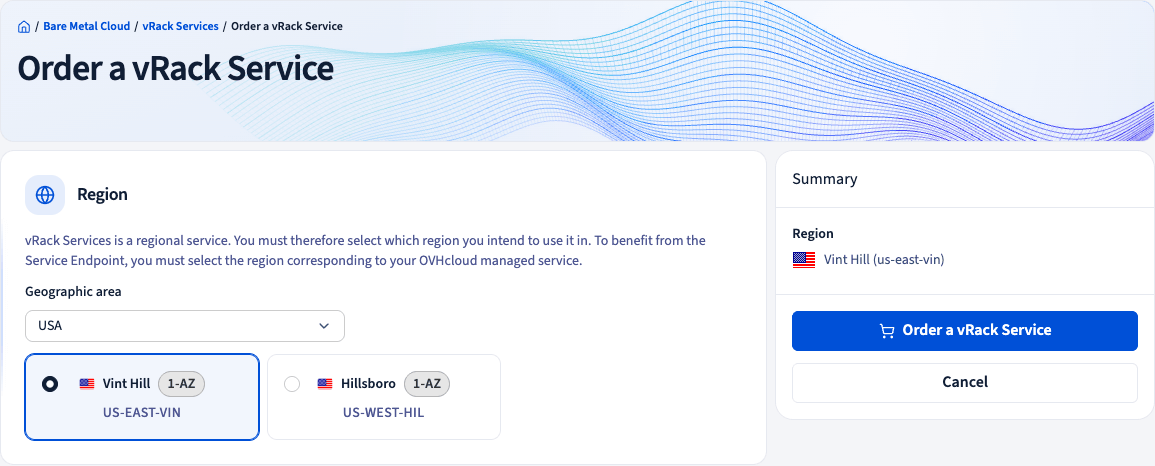 / Bare Metal Cloud / vRack Services / Order a vRack Service
Order a vRack Service
Region
vRack Services is a regional service. You must therefore select which region you intend to use it in. To benefit from the
Service Endpoint, you must select the region corresponding to your OVHcloud managed service.
Geographic area
USA
Vint Hill 1-AZ
US-EAST-VIN
Hillsboro 1-AZ
US-WEST-HIL
Summary
Region
Vint Hill (us-east-vin)
Order a vRack Service
Cancel